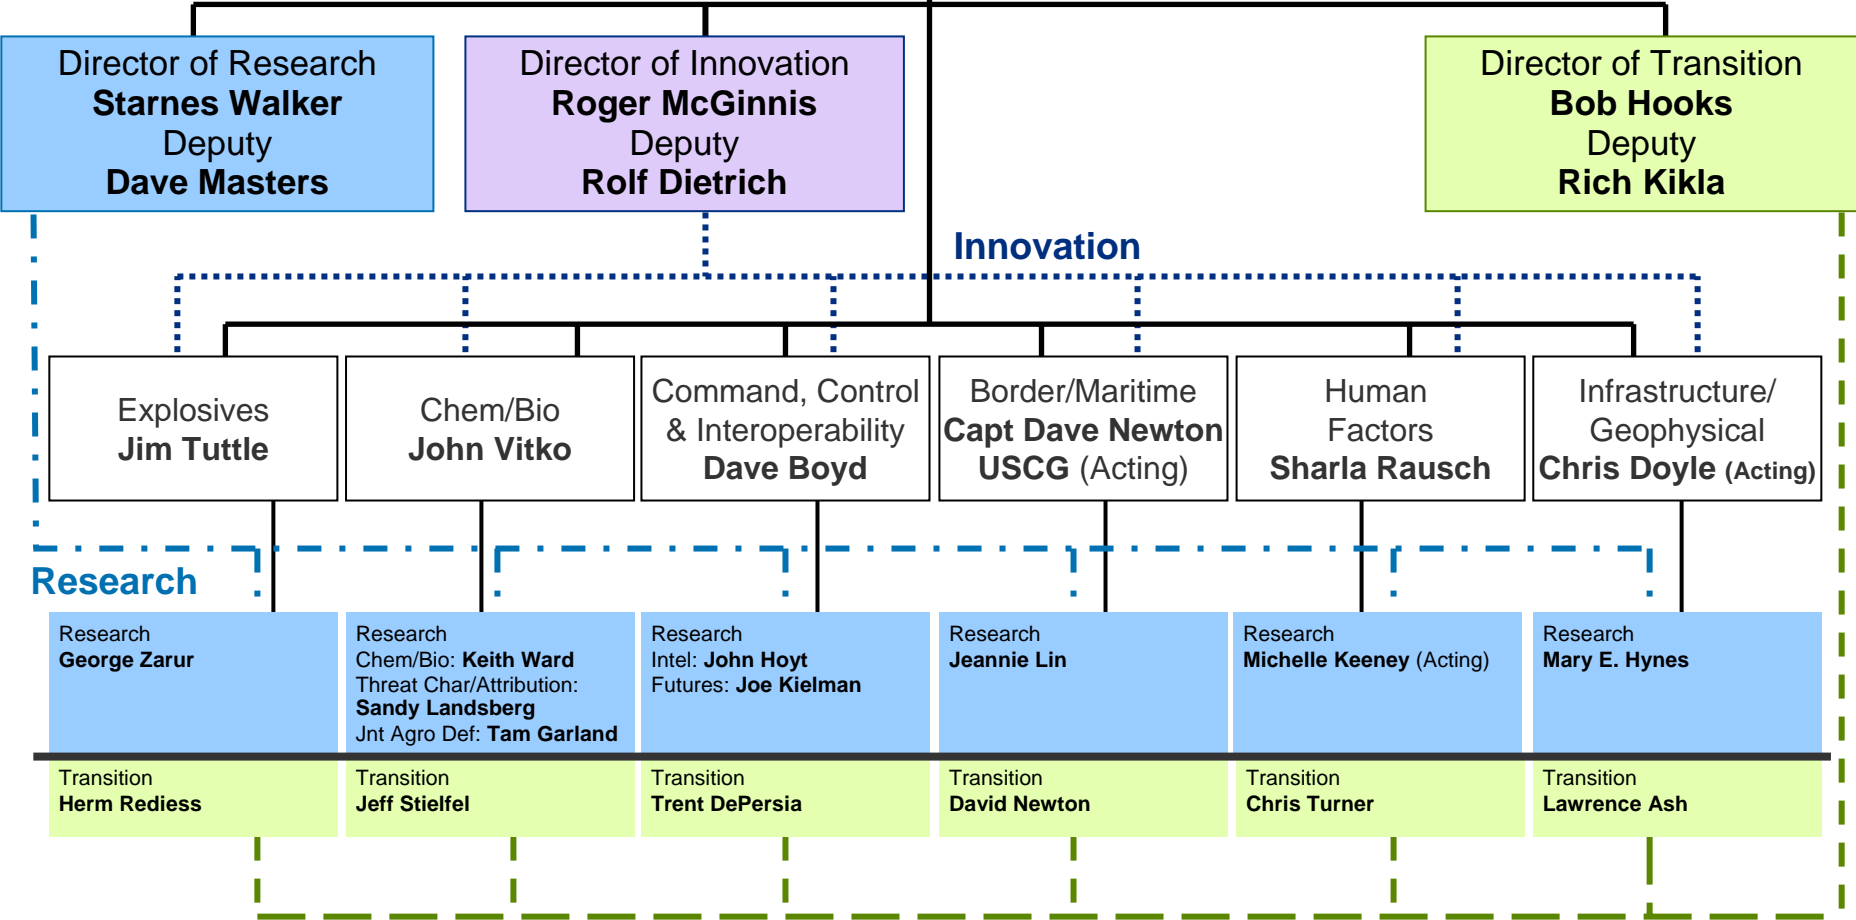 Director of Research
Starnes Walker
Deputy
Dave Masters
Director of Innovation
Roger McGinnis
Deputy
Rolf Dietrich
Director of Transition
Bob Hooks
Deputy
Rich Kikla
Innovation
Explosives
Jim Tuttle
Chem/Bio
John Vitko
Command, Control
& Interoperability
Dave Boyd
Border/Maritime
Capt Dave Newton
USCG (Acting)
Human
Factors
Sharla Rausch
Infrastructure/
Geophysical
Chris Doyle (Acting)
Research
Research
George Zarur
Research
Chem/Bio: Keith Ward
Threat Char/Attribution:
Sandy Landsberg
Jnt Agro Def: Tam Garland
Research
Intel: John Hoyt
Futures: Joe Kielman
Research
Jeannie Lin
Research
Michelle Keeney (Acting)
Research
Mary E. Hynes
Transition
Herm Rediess
Transition
Jeff Stielfel
Transition
Trent DePersia
Transition
David Newton
Transition
Chris Turner
Transition
Lawrence Ash